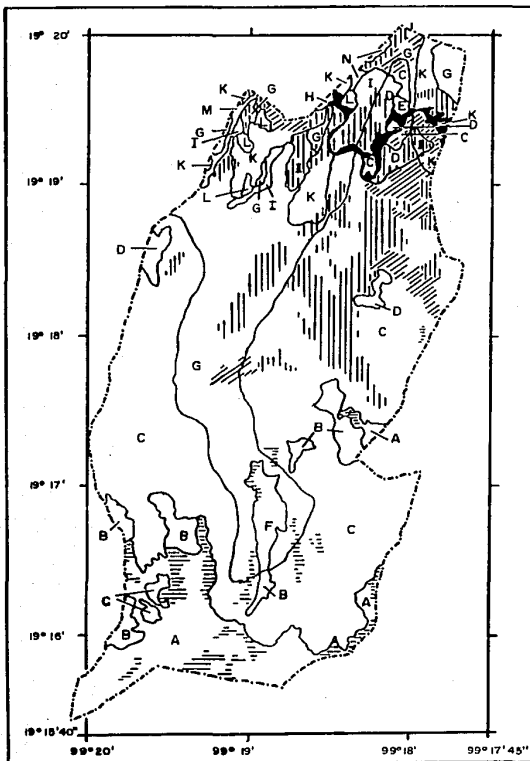 19° 20'
N
G
K
I
C
K
G
K
G
H
L
D
M
E
I
K
G
D
G
C
K
K
I
C
D
K
19° 19'
L
G
I
K
D
19° 18'
D
C
G
B
A
C
19° 17'
B
B
F
C
G
B
A
19° 16'
B
A
A
19° 15'40"
99° 20'
99° 19'
99° 18'
99° 17'45"